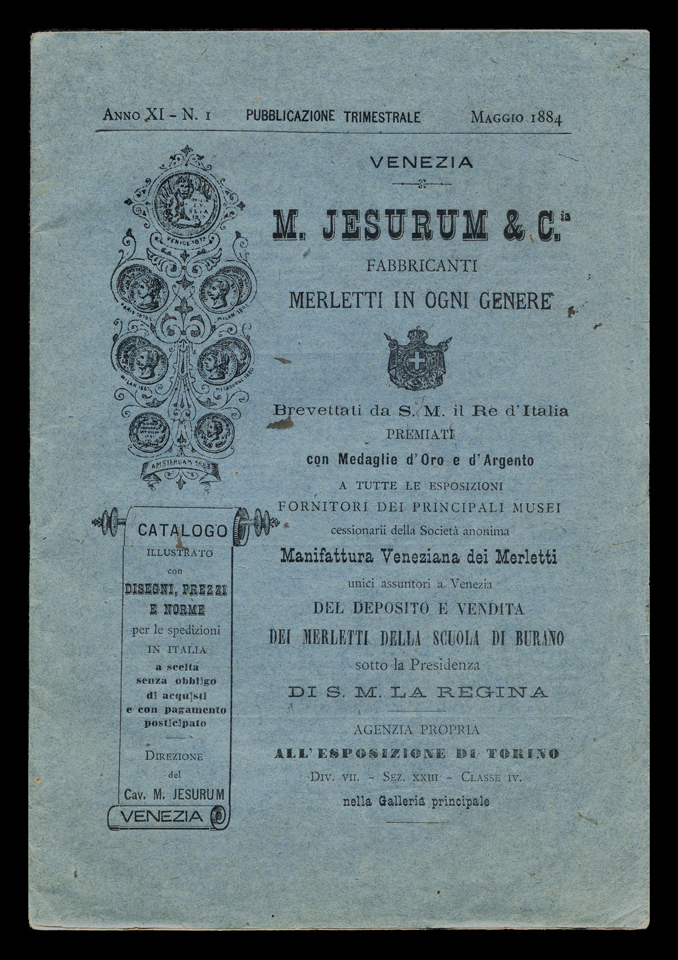 Anno XI – N. 1 PUBBLICAZIONE TRIMESTRALE Maggio 1884
VENEZIA
M. JESURUM & C.ia
FABBRICANTI
MERLETTI IN OGNI GENERE
Brevettati da S. M. il Re d'Italia
PREMIATI
con Medaglie d'Oro e d'Argento
A TUTTE LE ESPOSIZIONI
FORNITORI DEI PRINCIPALI MUSEI
cessionarii della Società anonima
Manifattura Veneziana dei Merletti
unici assuntori a Venezia
DEL DEPOSITO E VENDITA
DEI MERLETTI DELLA SCUOLA DI BURANO
sotto la Presidenza
DI S. M. LA REGINA
AGENZIA PROPRIA
ALL'ESPOSIZIONE DI TORINO
Div. VII. – Sez. XXIII – Classe IV.
nella Galleria principale
AMSTERDAM 1883
CATALOGO
ILLUSTRATO
con
DISEGNI, PREZZI
E NORME
per le spedizioni
IN ITALIA
a scelta
senza obbligo
di acquisti
e con pagamento
posticipato
Direzione
del
Cav. M. JESURUM
VENEZIA